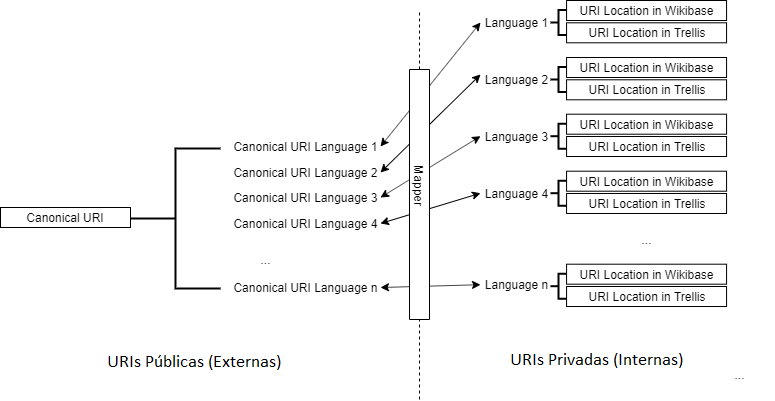 Canonical URI
Canonical URI Language 1
Canonical URI Language 2
Canonical URI Language 3
Canonical URI Language 4
...
Canonical URI Language n
Mapper
Language 1
URI Location in Wikibase
URI Location in Trellis
Language 2
URI Location in Wikibase
URI Location in Trellis
Language 3
URI Location in Wikibase
URI Location in Trellis
Language 4
URI Location in Wikibase
URI Location in Trellis
...
Language n
URI Location in Wikibase
URI Location in Trellis
URIs Públicas (Externas)
URIs Privadas (Internas)
...